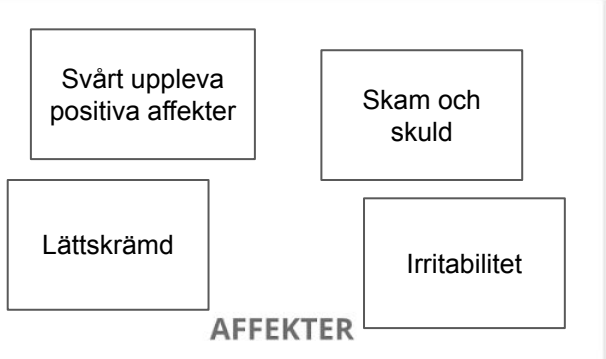 Svårt uppleva
positiva affekter
Skam och
skuld
Lättskrämd
Irritabilitet
AFFEKTER